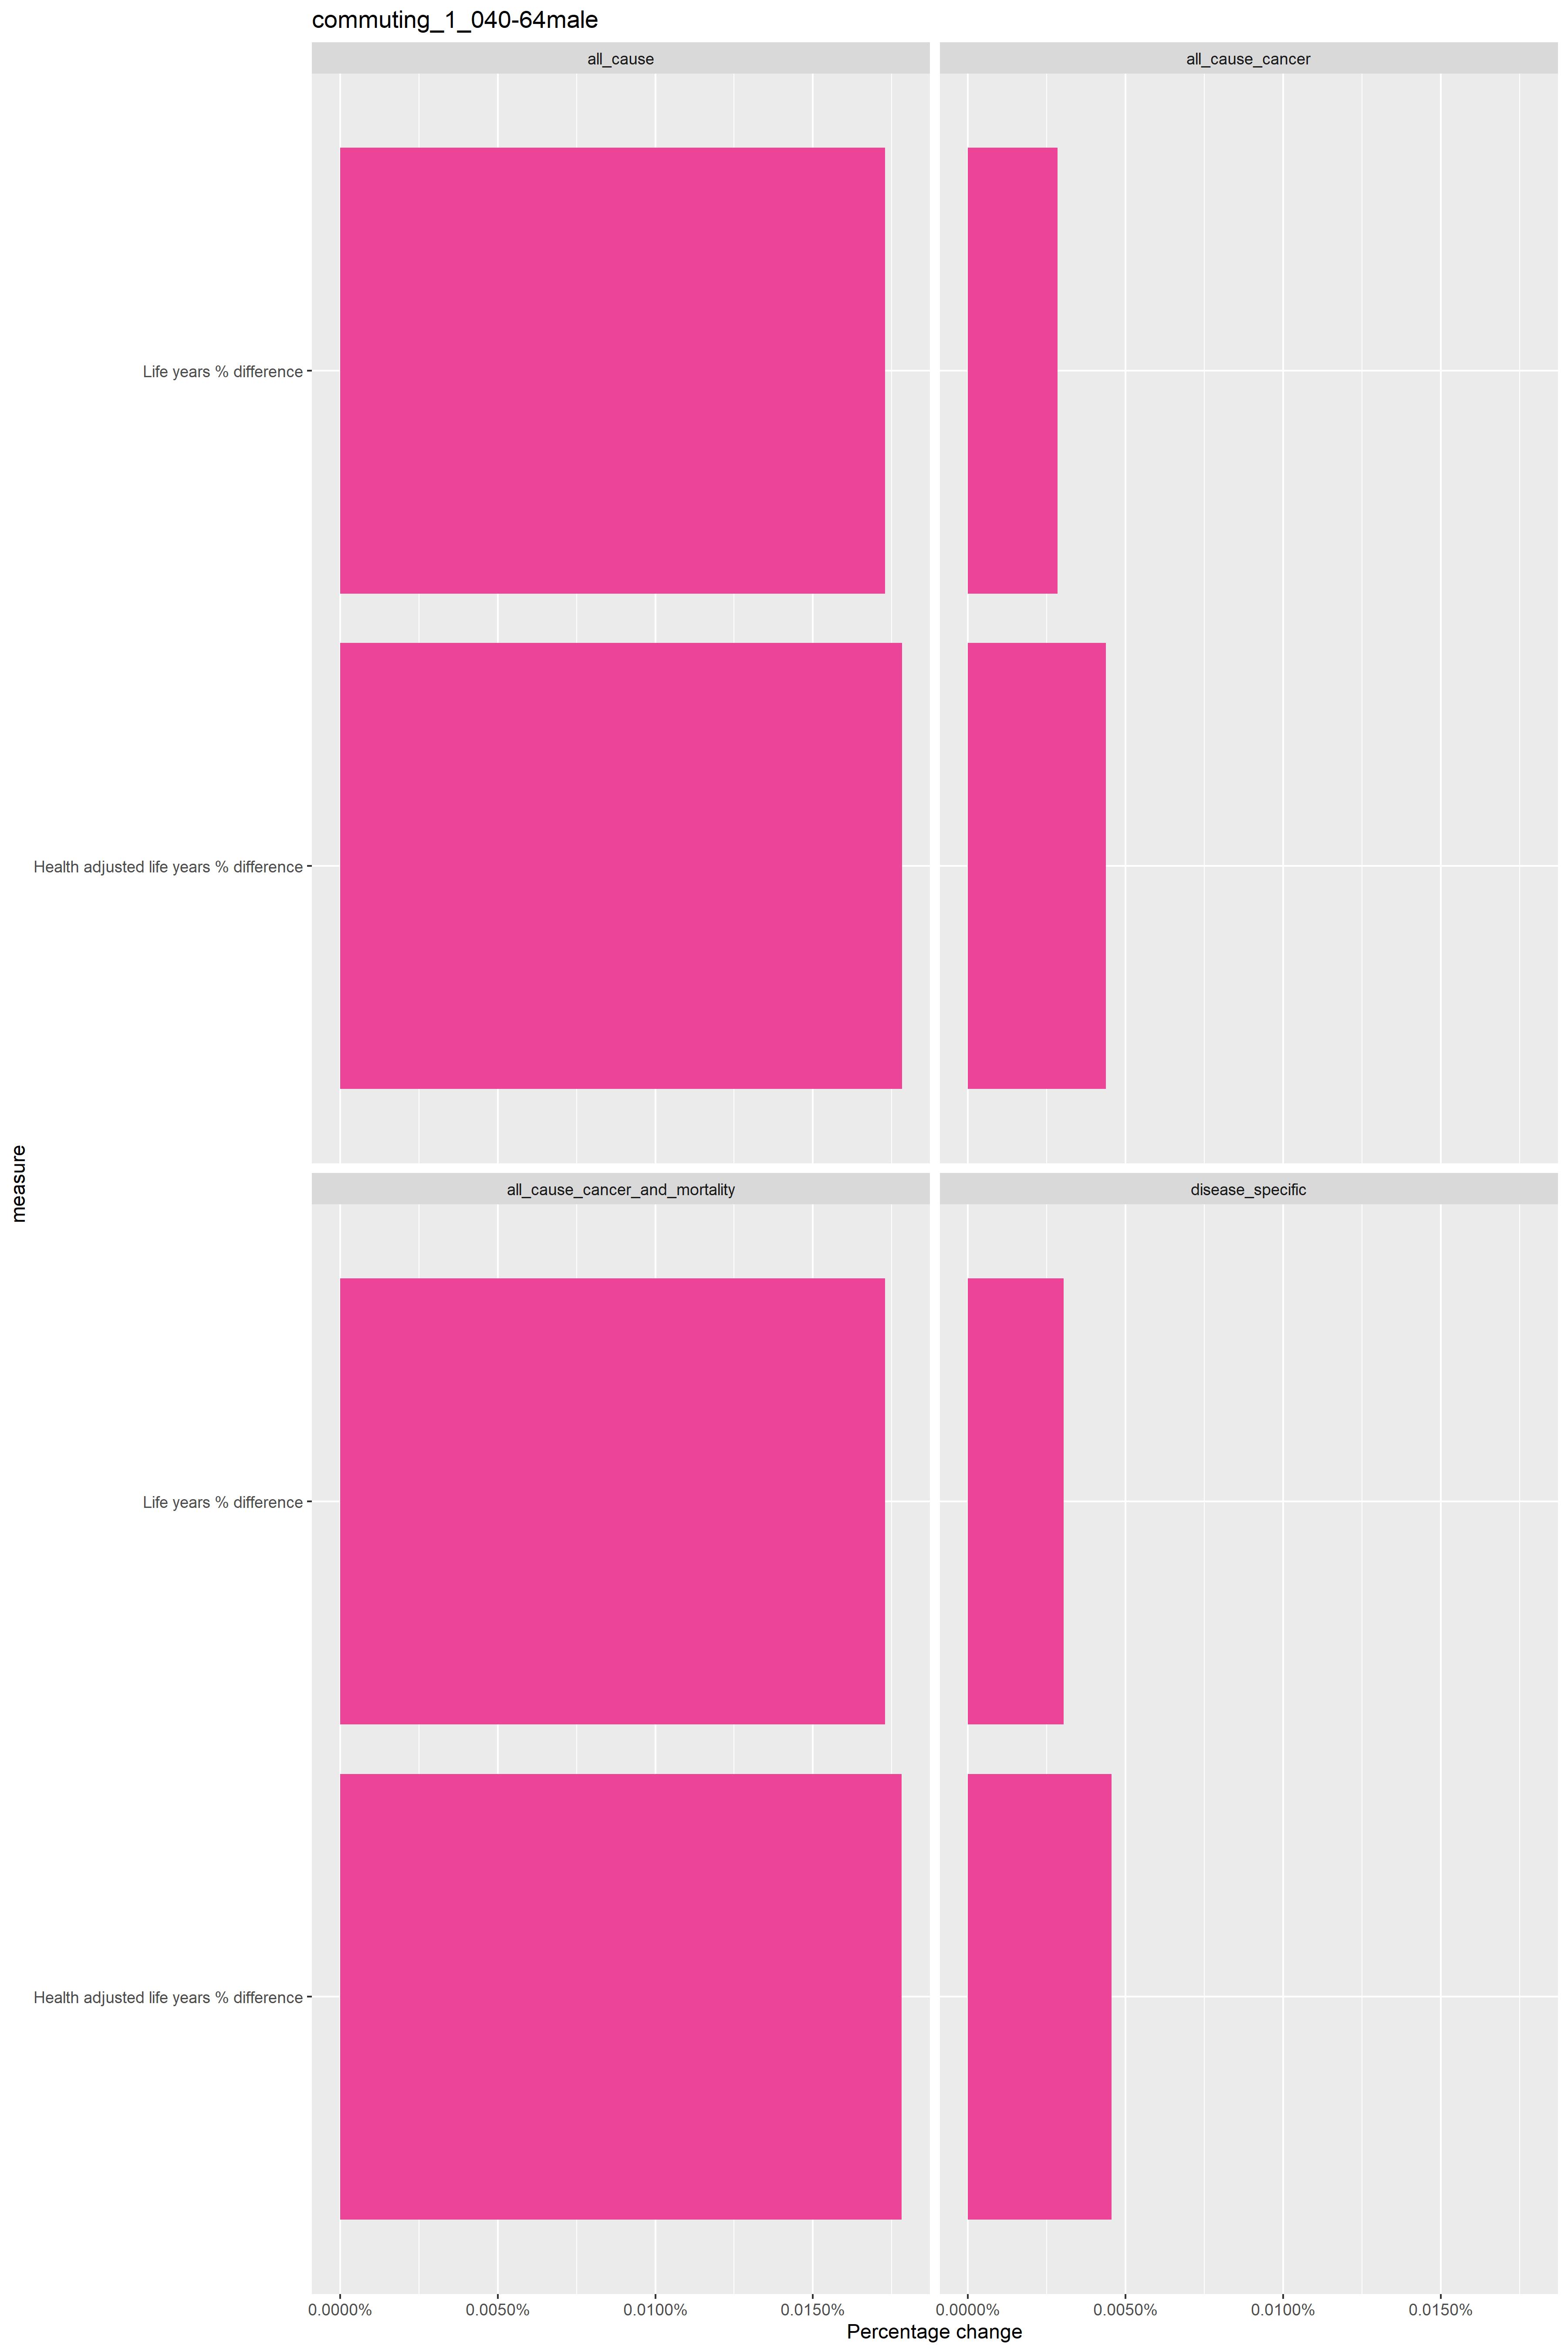 commuting_1_040-64male
all_cause
all_cause_cancer
Life years % difference
Health adjusted life years % difference
measure
all_cause_cancer_and_mortality
disease_specific
Life years % difference
Health adjusted life years % difference
0.0000%
0.0050%
0.0100%
0.0150%
0.0000%
0.0050%
0.0100%
0.0150%
Percentage change